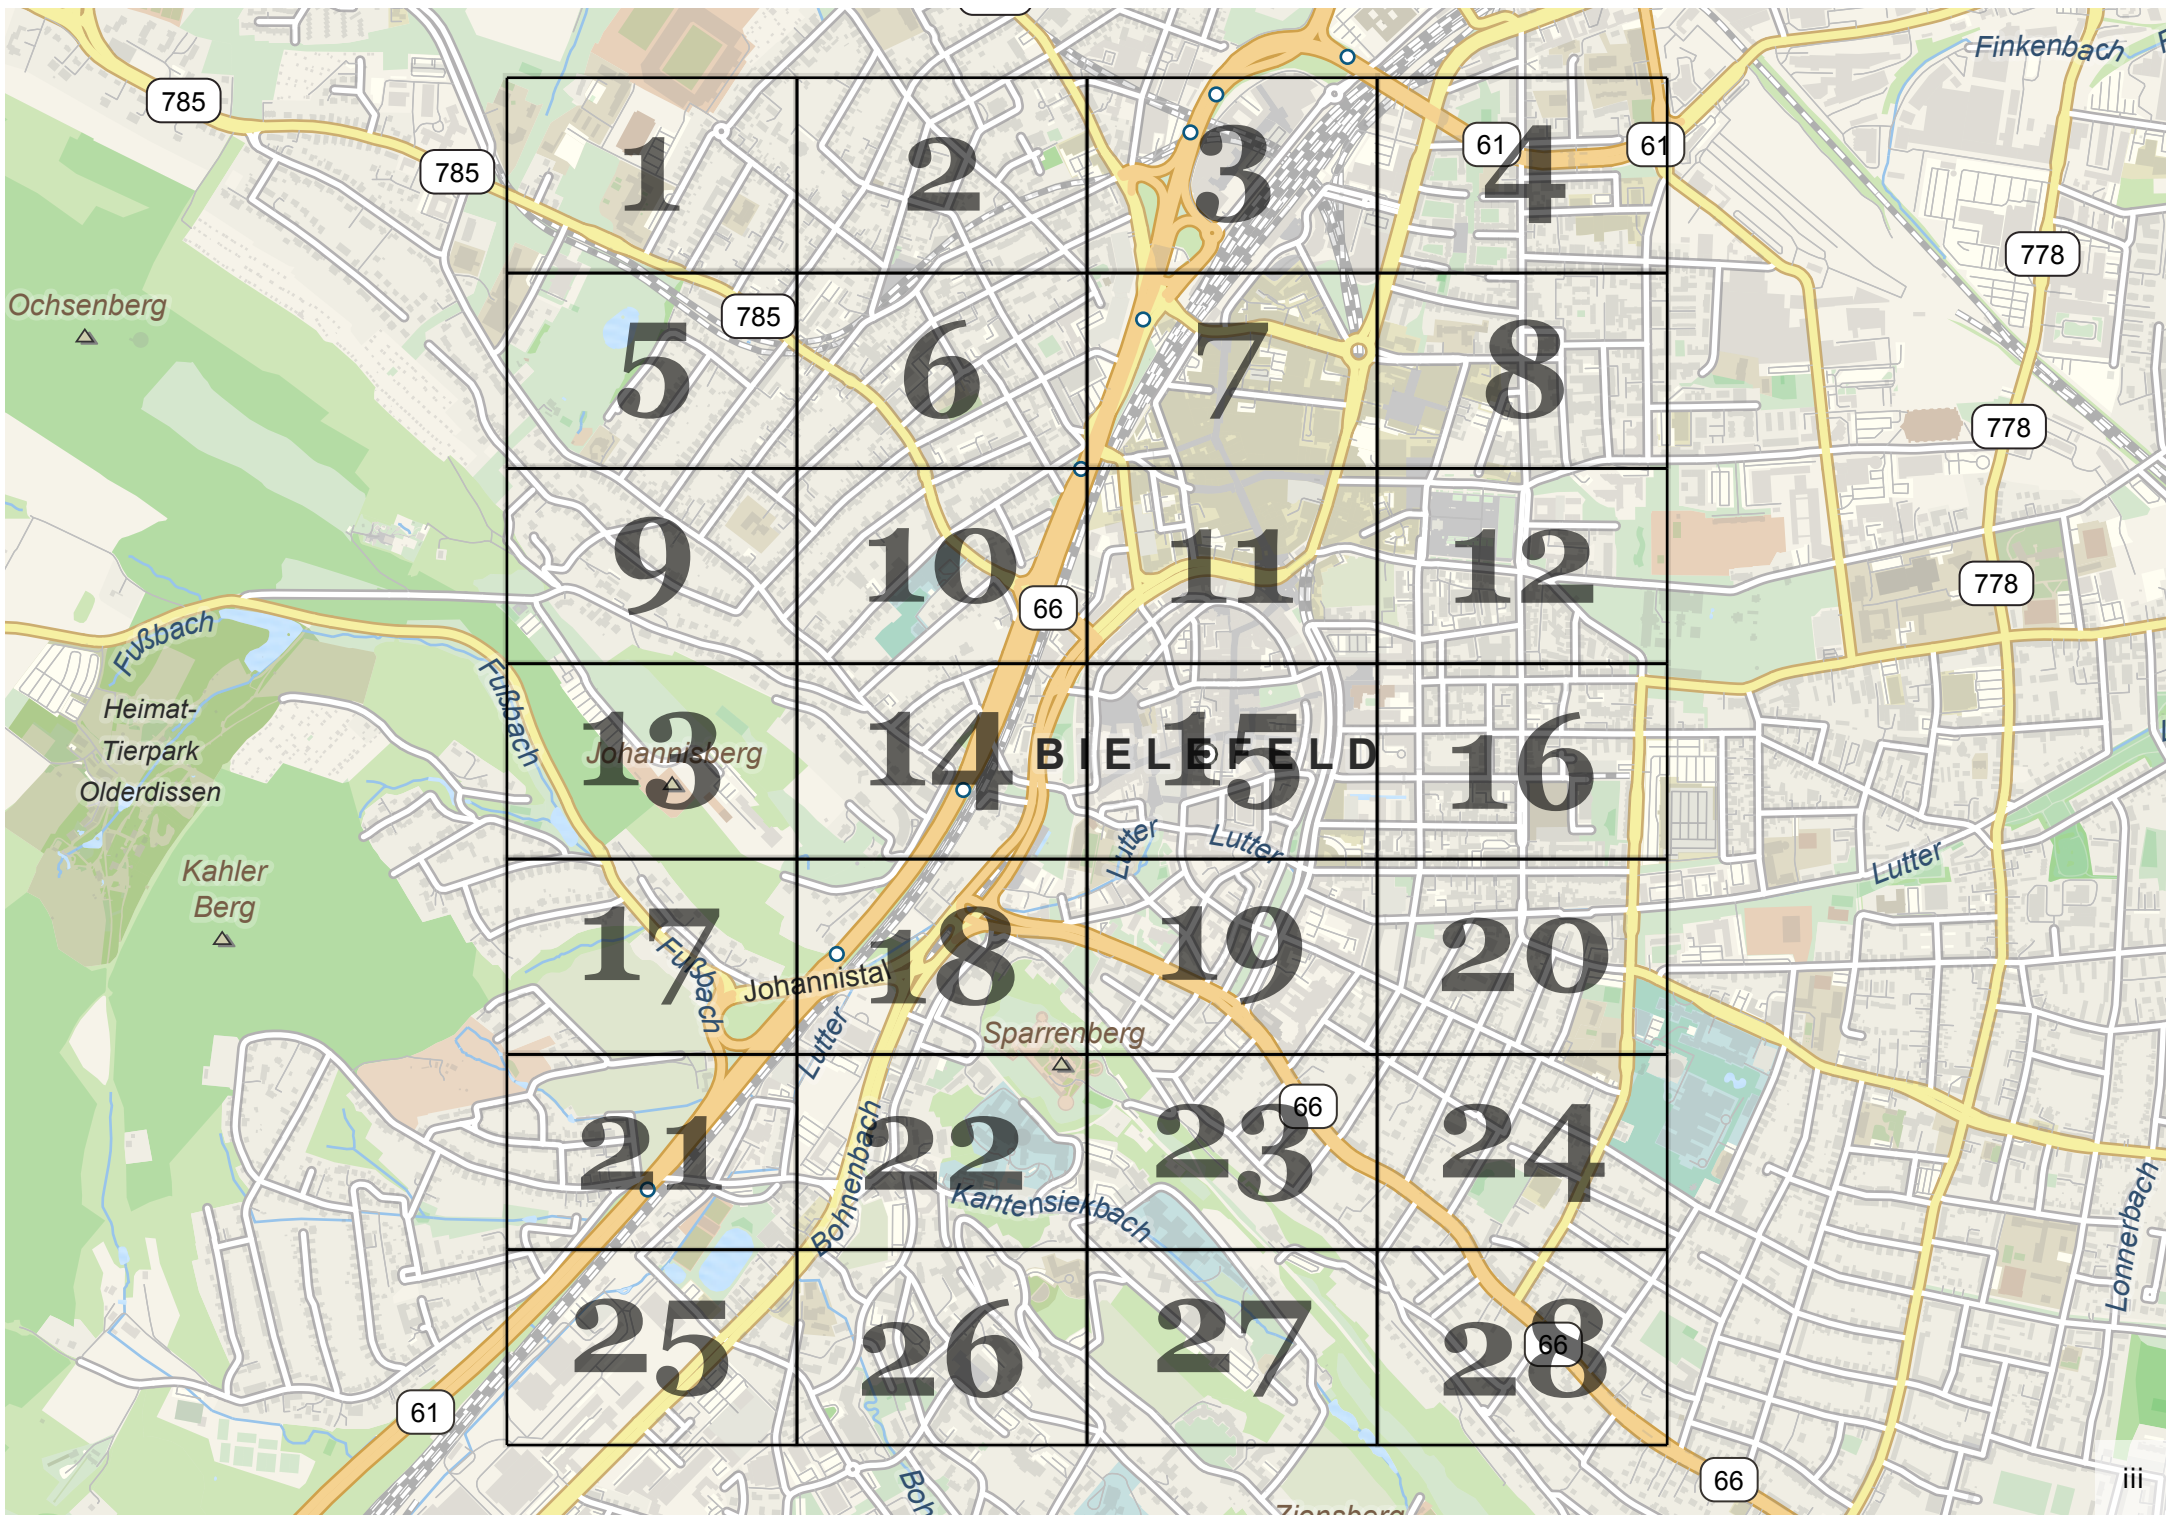 Finkenbach
785
1
2
3
61
4
61
785
778
Ochsenberg
785
5
6
7
8
778
9
10
11
12
66
778
Fußbach
Fußbach
Heimat-
Tierpark
Olderdissen
13
Johannisberg
14
BIELEFELD
15
16
Lutter
Lutter
Lutter
Kahler
Berg
17
Fußbach
Johannistal
18
19
20
Lutter
Sparrenberg
21
Bohnenbach
22
Kantensiekbach
23
66
24
Lonnerbach
25
26
27
28
66
61
66
Boh
Zionsberg
iii